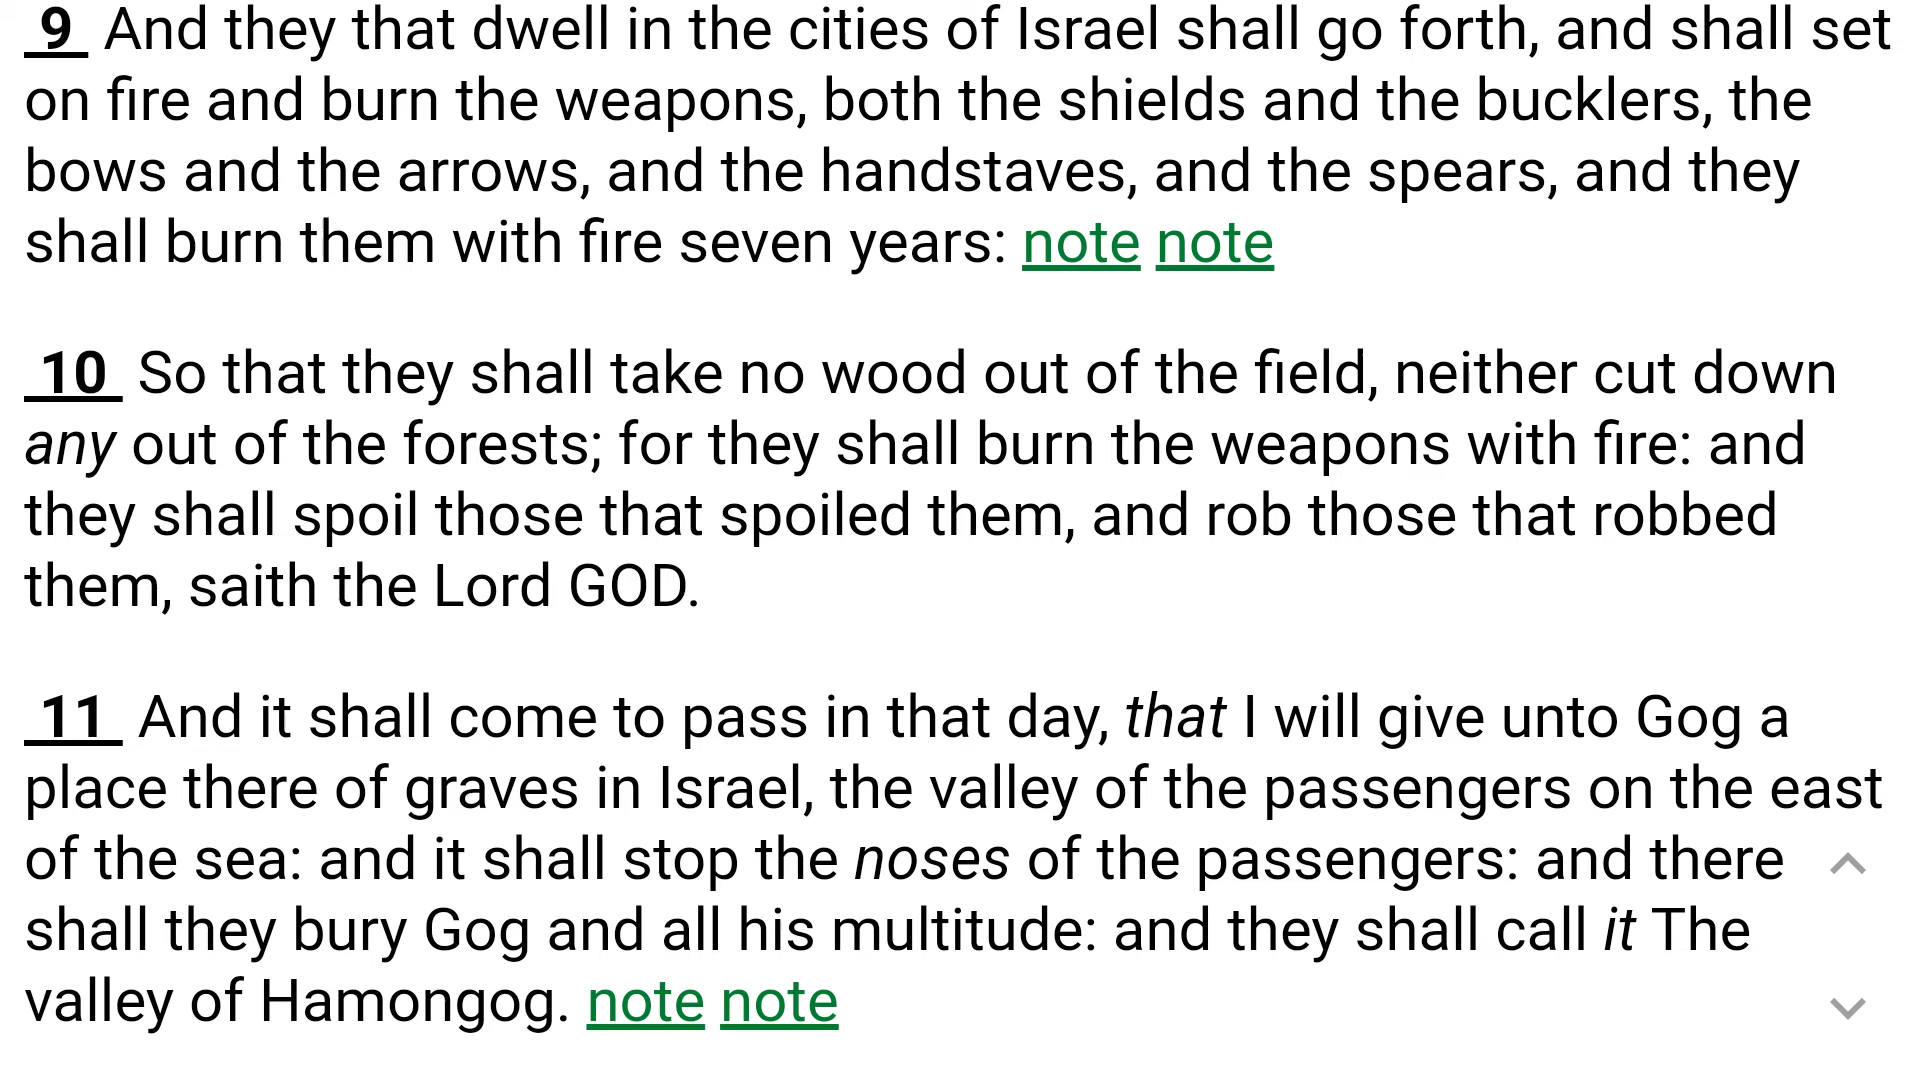 9 And they that dwell in the cities of Israel shall go forth, and shall set
on fire and burn the weapons, both the shields and the bucklers, the
bows and the arrows, and the handstaves, and the spears, and they
shall burn them with fire seven years: note note
10 So that they shall take no wood out of the field, neither cut down
any out of the forests; for they shall burn the weapons with fire: and
they shall spoil those that spoiled them, and rob those that robbed
them, saith the Lord GOD.
11 And it shall come to pass in that day, that I will give unto Gog a
place there of graves in Israel, the valley of the passengers on the east
of the sea: and it shall stop the noses of the passengers: and there
shall they bury Gog and all his multitude: and they shall call it The
valley of Hamongog. note note